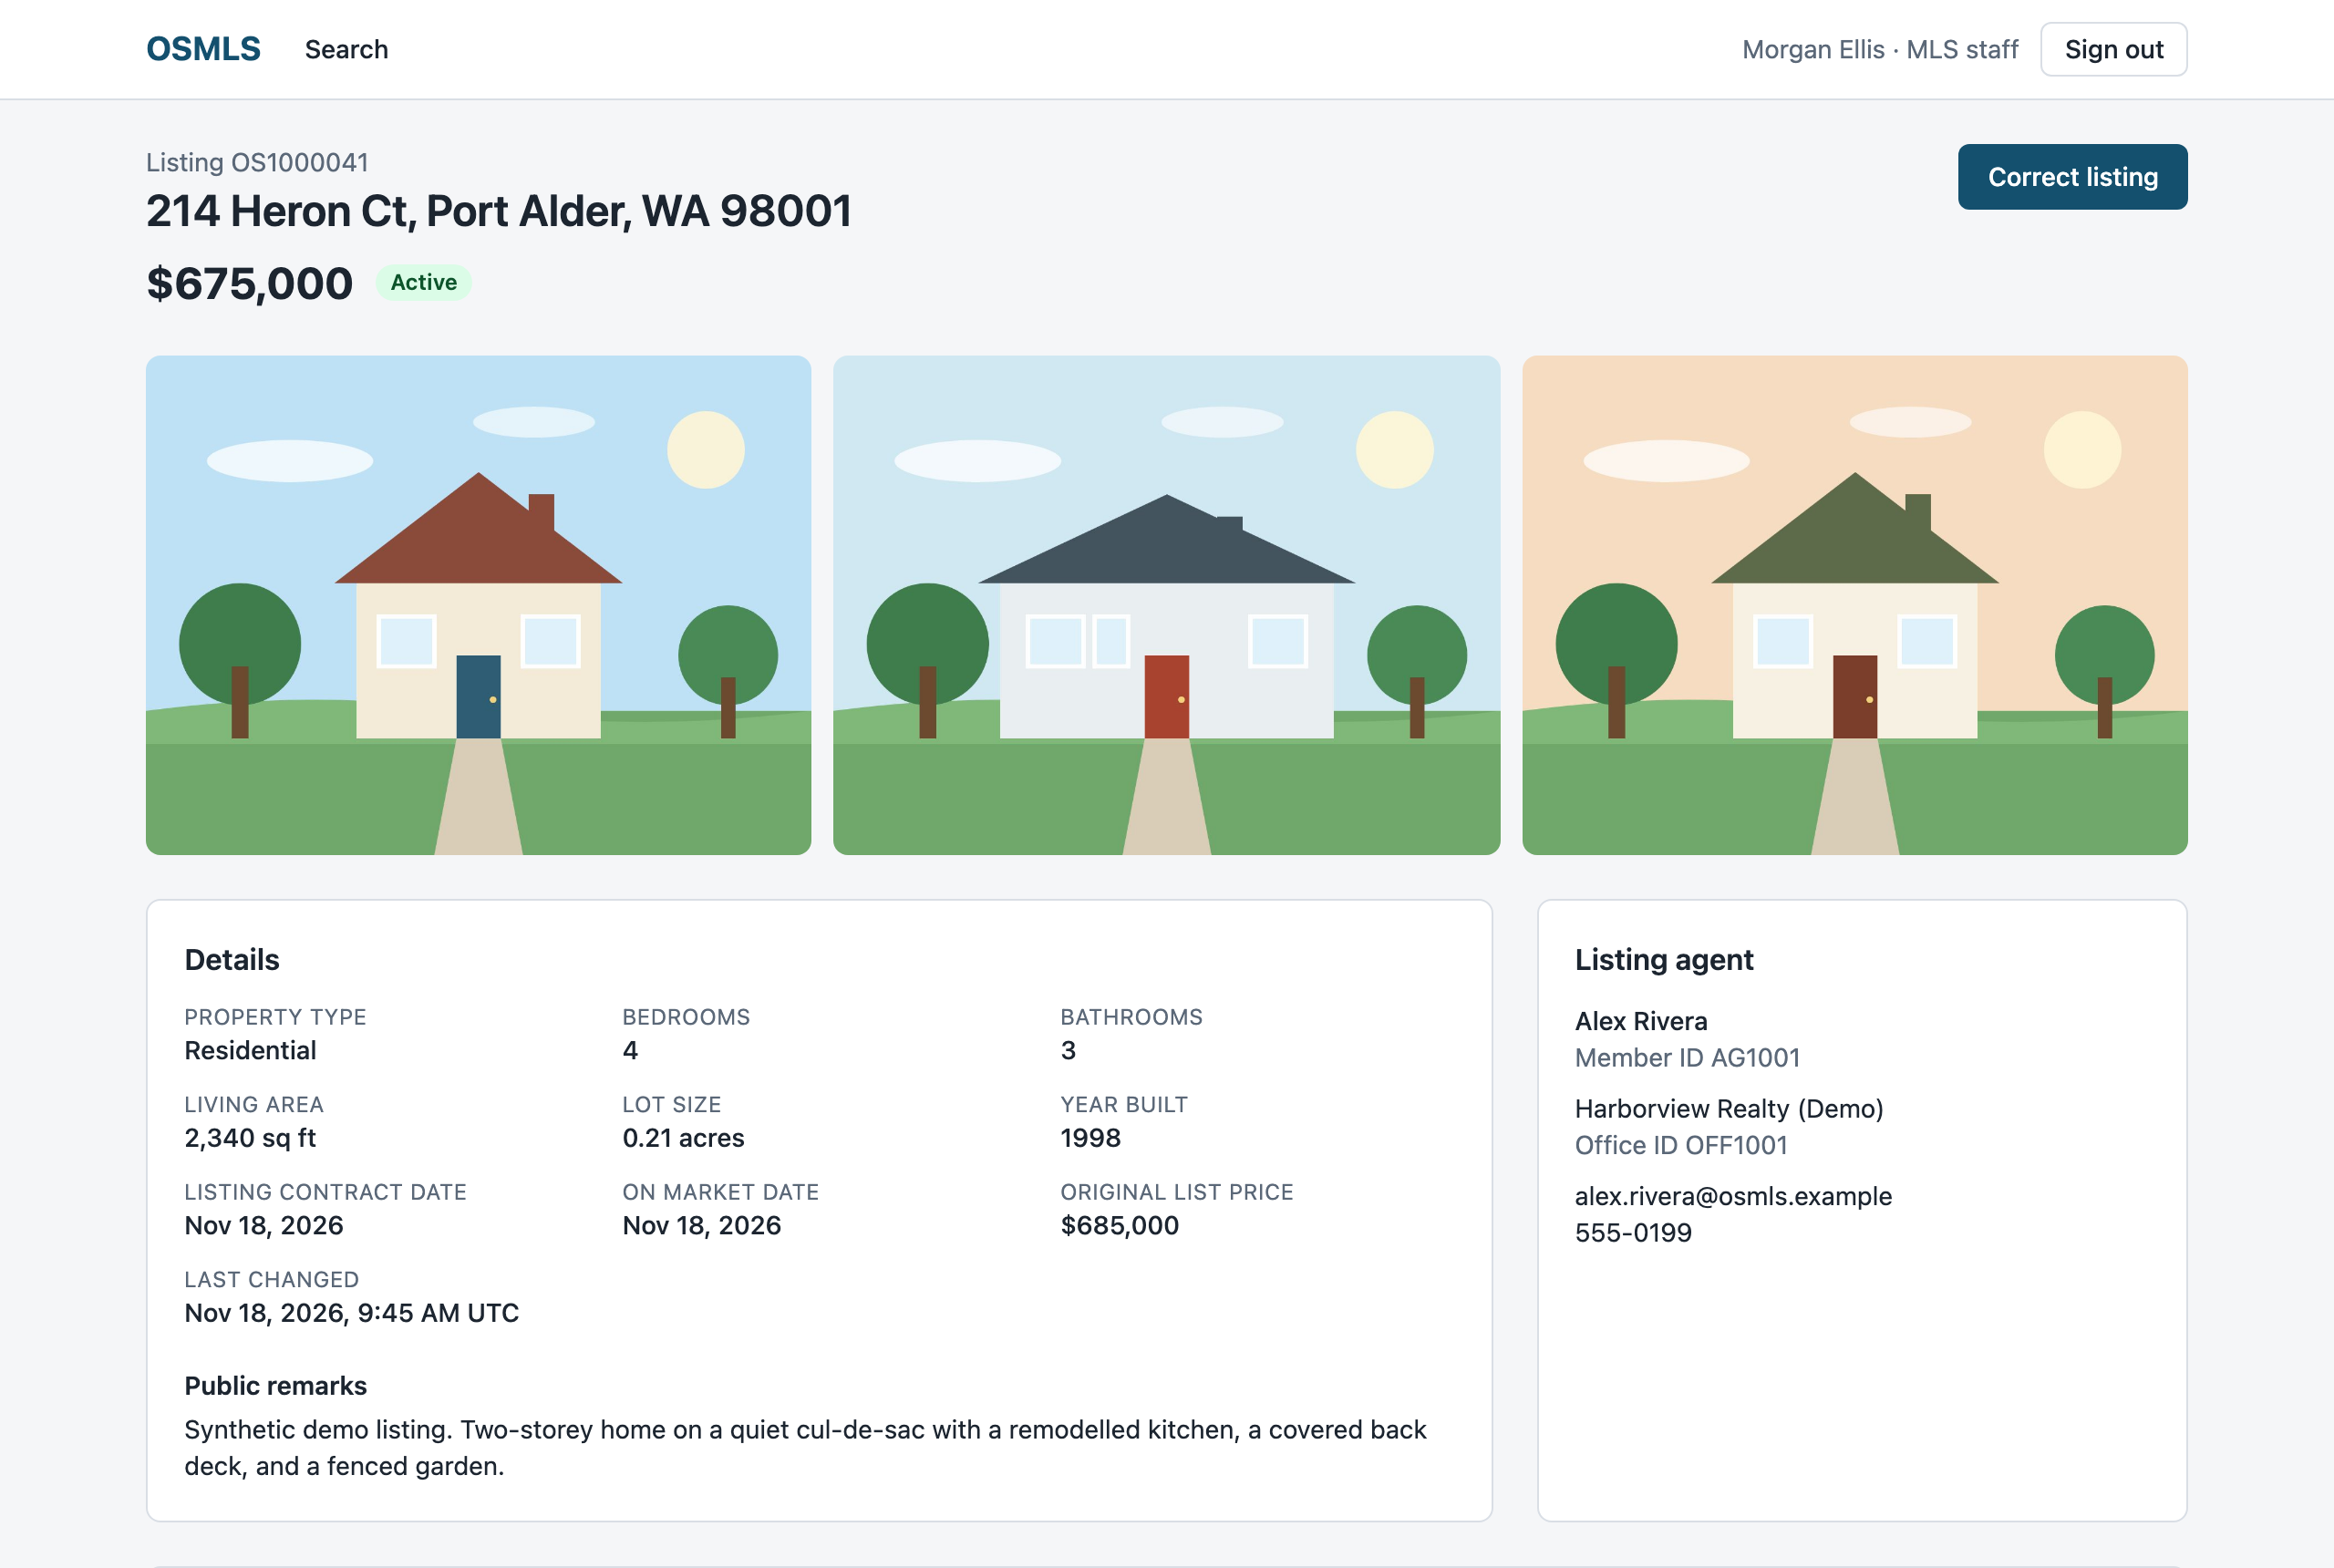 OSMLS
Search
Morgan Ellis · MLS staff
Sign out
Listing OS1000041
214 Heron Ct, Port Alder, WA 98001
Correct listing
$675,000
Active
Details
PROPERTY TYPE
Residential
BEDROOMS
4
BATHROOMS
3
LIVING AREA
2,340 sq ft
LOT SIZE
0.21 acres
YEAR BUILT
1998
LISTING CONTRACT DATE
Nov 18, 2026
ON MARKET DATE
Nov 18, 2026
ORIGINAL LIST PRICE
$685,000
LAST CHANGED
Nov 18, 2026, 9:45 AM UTC
Public remarks
Synthetic demo listing. Two-storey home on a quiet cul-de-sac with a remodelled kitchen, a covered back
deck, and a fenced garden.
Listing agent
Alex Rivera
Member ID AG1001
Harborview Realty (Demo)
Office ID OFF1001
alex.rivera@osmls.example
555-0199